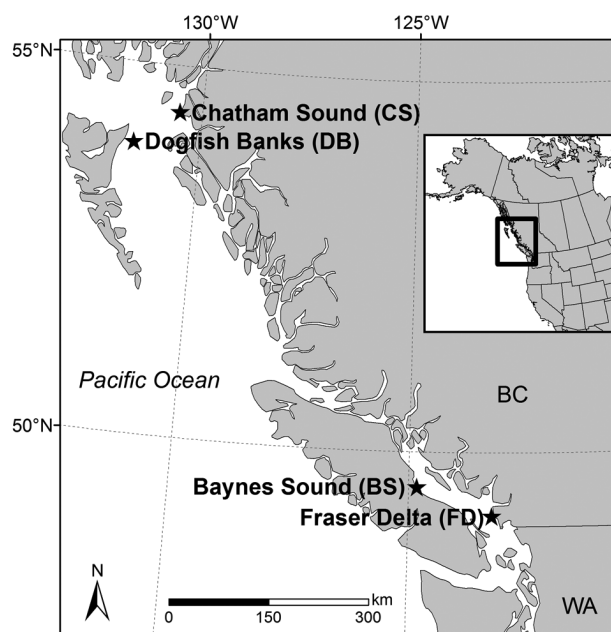 -130°W
-125°W
55°N-
Chatham Sound (CS)
Dogfish Banks (DB)
Pacific Ocean
BC
50°N-
Baynes Sound (BS)
Fraser Delta (FD)
N
km
0 150 300
WA